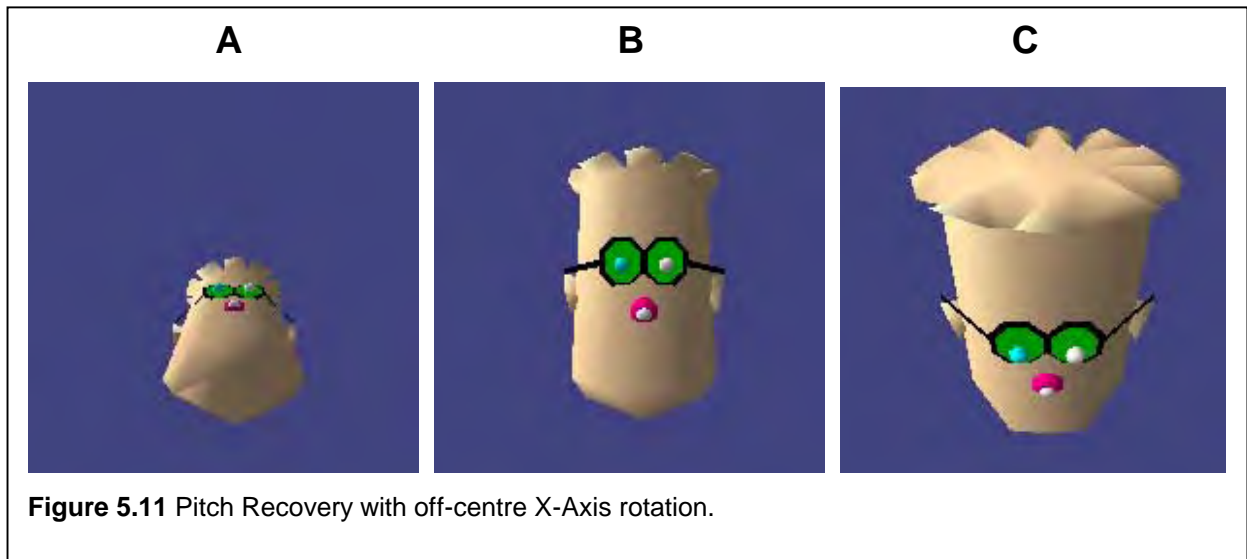 A B C
Figure 5.11 Pitch Recovery with off-centre X-Axis rotation.